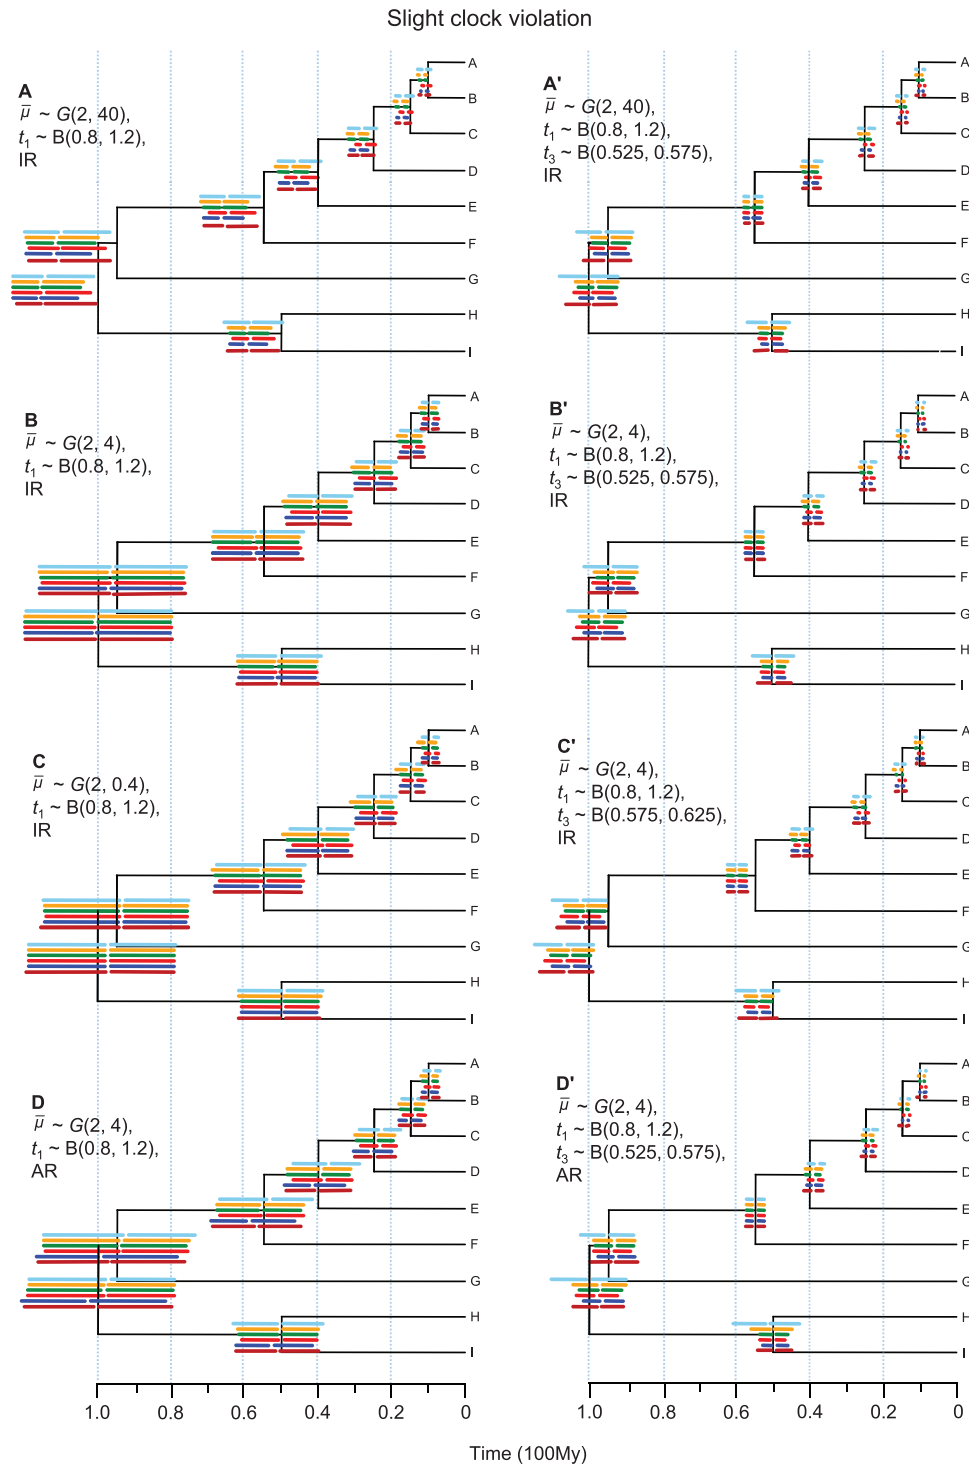 Slight clock violation
A
μ̄ ~ G(2, 40),
t1 ~ B(0.8, 1.2),
IR
A
B
C
D
E
F
G
H
I
A'
μ̄ ~ G(2, 40),
t1 ~ B(0.8, 1.2),
t3 ~ B(0.525, 0.575),
IR
A
B
C
D
E
F
G
H
I
B
μ̄ ~ G(2, 4),
t1 ~ B(0.8, 1.2),
IR
A
B
C
D
E
F
G
H
I
B'
μ̄ ~ G(2, 4),
t1 ~ B(0.8, 1.2),
t3 ~ B(0.525, 0.575),
IR
A
B
C
D
E
F
G
H
I
C
μ̄ ~ G(2, 0.4),
t1 ~ B(0.8, 1.2),
IR
A
B
C
D
E
F
G
H
I
C'
μ̄ ~ G(2, 4),
t1 ~ B(0.8, 1.2),
t3 ~ B(0.575, 0.625),
IR
A
B
C
D
E
F
G
H
I
D
μ̄ ~ G(2, 4),
t1 ~ B(0.8, 1.2),
AR
A
B
C
D
E
F
G
H
I
D'
μ̄ ~ G(2, 4),
t1 ~ B(0.8, 1.2),
t3 ~ B(0.525, 0.575),
AR
A
B
C
D
E
F
G
H
I
1.0 0.8 0.6 0.4 0.2 0
1.0 0.8 0.6 0.4 0.2 0
Time (100My)